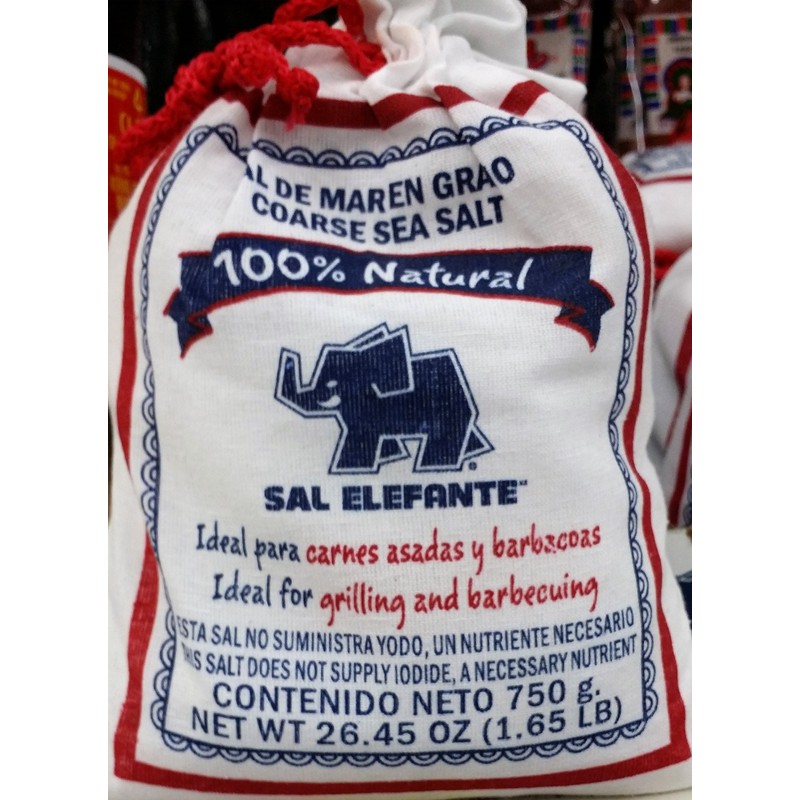 AL DE MAR EN GRAO
COARSE SEA SALT
100% Natural
SAL ELEFANTE
Ideal para carnes asadas y barbacoas
Ideal for grilling and barbecuing
ESTA SAL NO SUMINISTRA YODO, UN NUTRIENTE NECESARIO
THIS SALT DOES NOT SUPPLY IODIDE, A NECESSARY NUTRIENT
CONTENIDO NETO 750 g.
NET WT 26.45 OZ (1.65 LB)